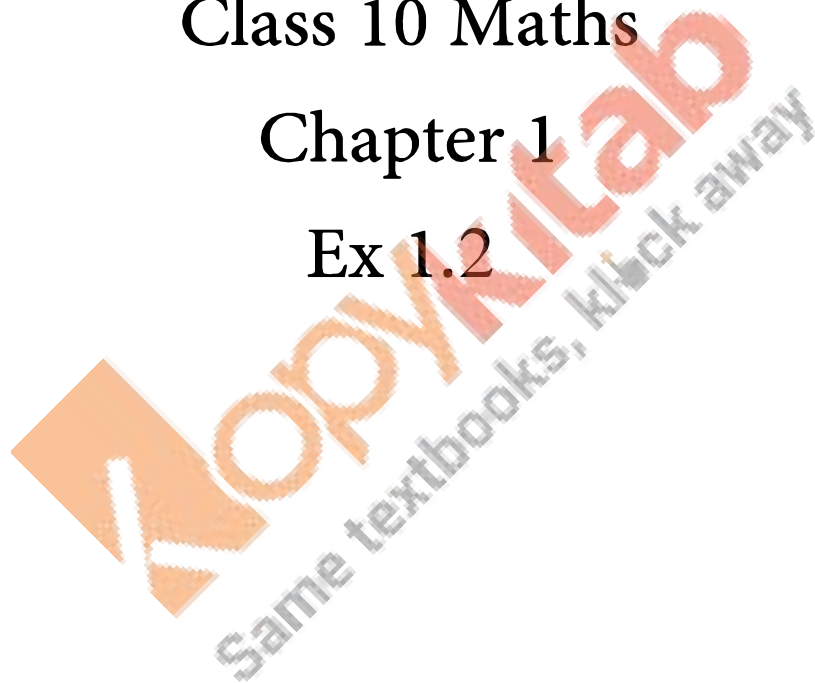 Class 10 Maths
Chapter 1
Ex 1.2
Kopykitab
Same textbooks, klick away